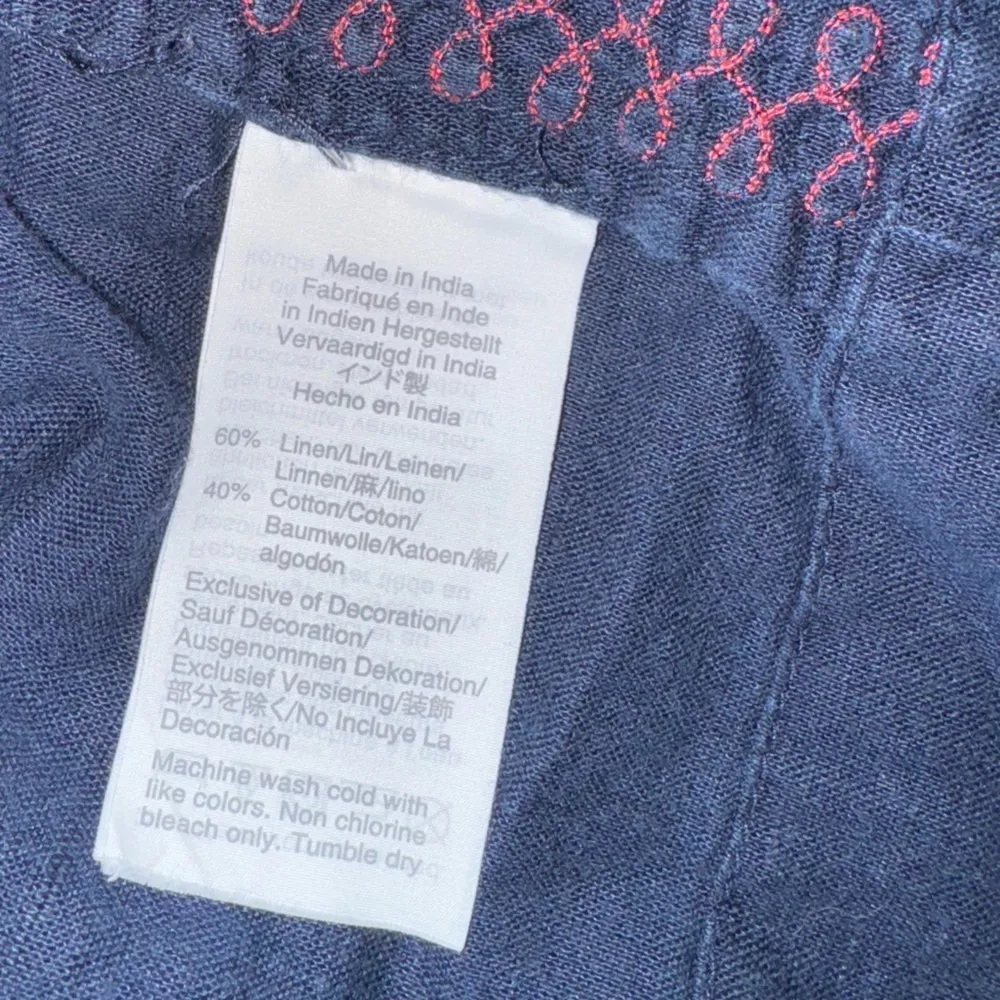 Made in India
Fabriqué en Inde
in Indien Hergestellt
Vervaardigd in India
インド製
Hecho en India
60% Linen/Lin/Leinen/
Linnen/麻/lino
40% Cotton/Coton/
Baumwolle/Katoen/綿/
algodón
Exclusive of Decoration/
Sauf Décoration/
Ausgenommen Dekoration/
Exclusief Versiering/装飾
部分を除く/No Incluye La
Decoración
Machine wash cold with
like colors. Non chlorine
bleach only. Tumble dry